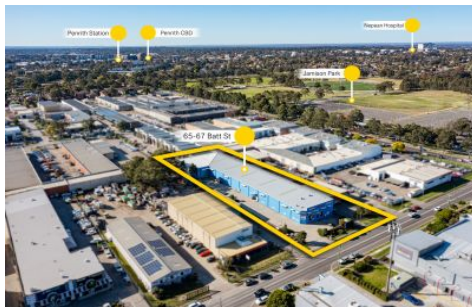 Penrith Station
Penrith CBD
Nepean Hospital
Jamison Park
65-67 Batt St